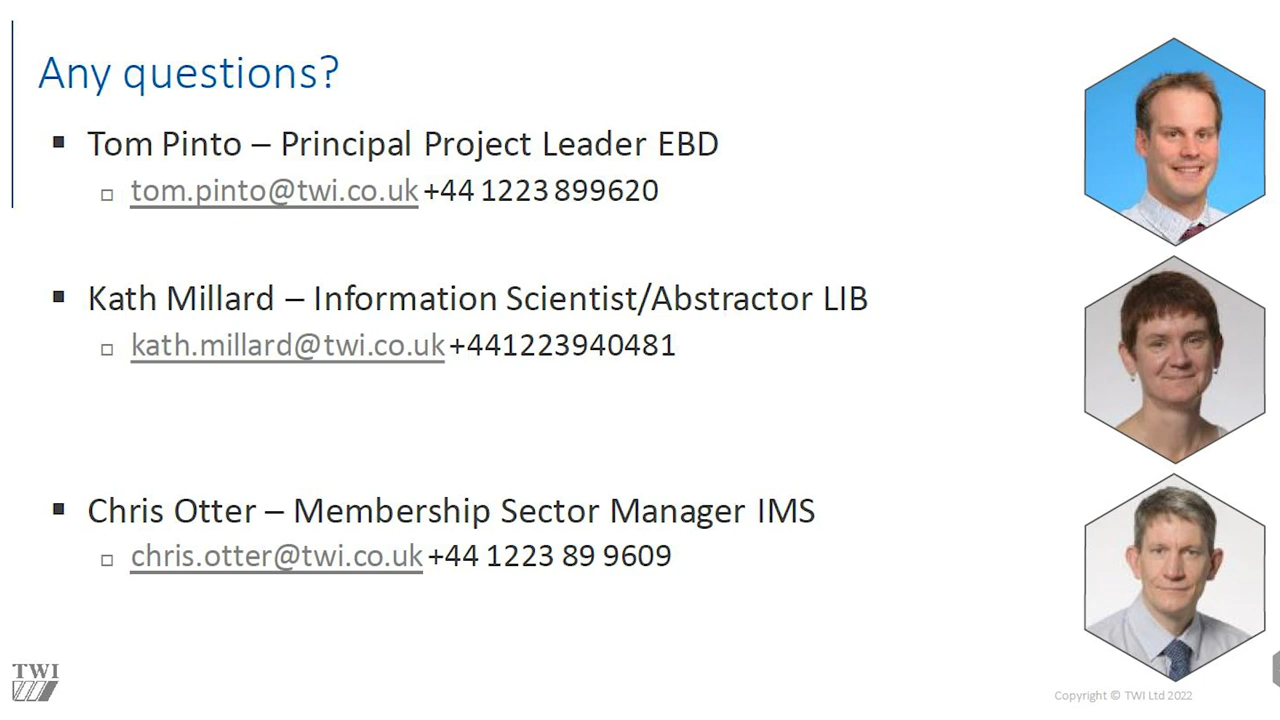 Any questions?
Tom Pinto – Principal Project Leader EBD
tom.pinto@twi.co.uk +44 1223 899620
Kath Millard – Information Scientist/Abstractor LIB
kath.millard@twi.co.uk +441223940481
Chris Otter – Membership Sector Manager IMS
chris.otter@twi.co.uk +44 1223 89 9609
TWI
Copyright © TWI Ltd 2022